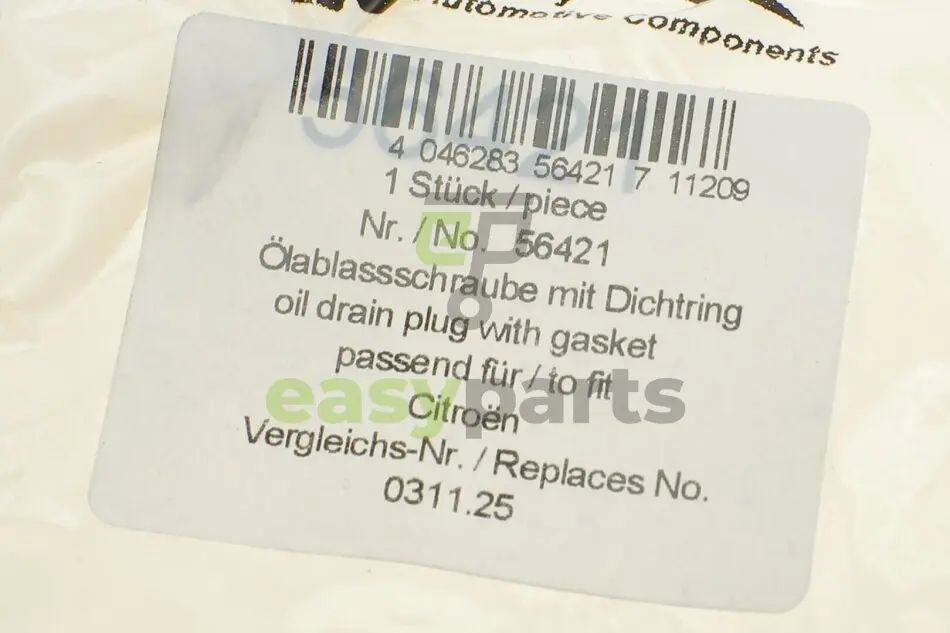 automotive components
4 046283 56421 7 11209
1 Stück / piece
Nr. / No. 56421
Ölablassschraube mit Dichtring
oil drain plug with gasket
passend für / to fit
Citroën
Vergleichs-Nr. / Replaces No.
0311.25
56421
easyparts